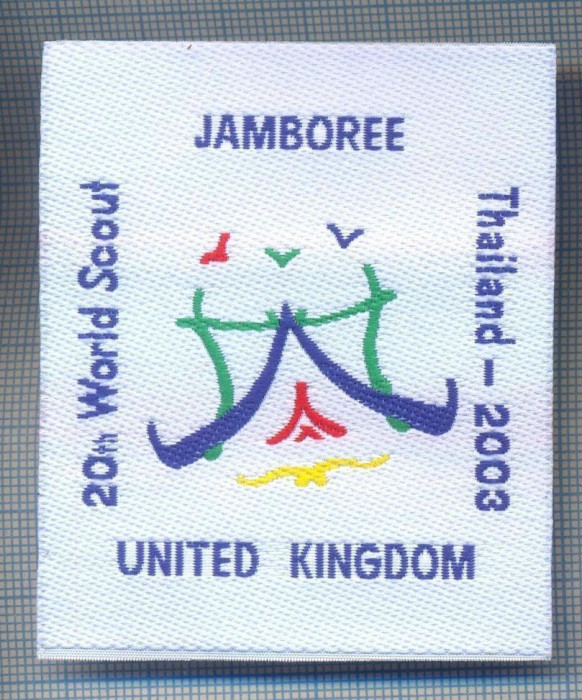 20th World Scout
JAMBOREE
Thailand - 2003
UNITED KINGDOM